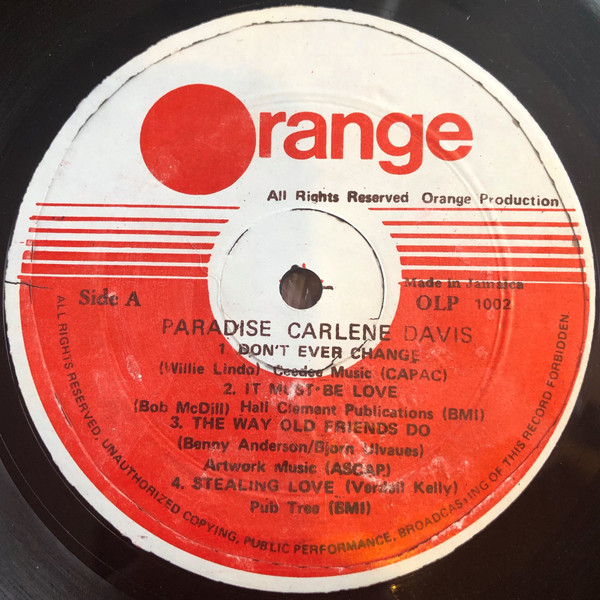 Orange
All Rights Reserved Orange Production
Side A
Made in Jamaica
OLP 1002
PARADISE CARLENE DAVIS
1 DON'T EVER CHANGE
(Willie Lindo) Ceedee Music (CAPAC)
2. IT MUST BE LOVE
(Bob McDill) Hall Clemant Publications (BMI)
3. THE WAY OLD FRIENDS DO
(Benny Anderson/Bjorn Ulvaues)
Artwork Music (ASCAP)
4. STEALING LOVE (Verdell Kelly)
Pub Tree (BMI)
ALL RIGHTS RESERVED. UNAUTHORIZED COPYING, PUBLIC PERFORMANCE, BROADCASTING OF THIS RECORD FORBIDDEN.